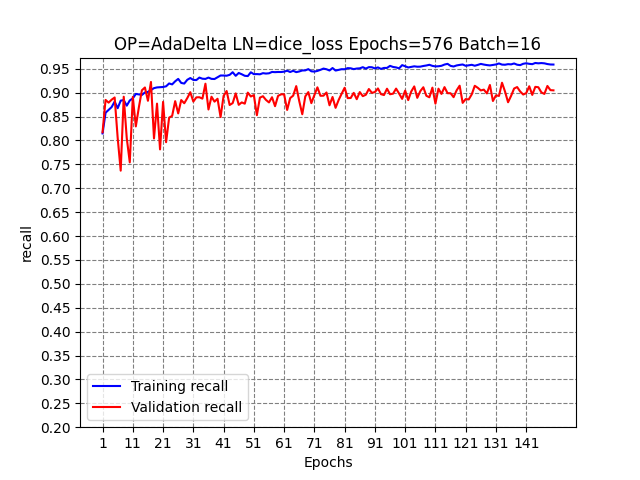 OP=AdaDelta LN=dice_loss Epochs=576 Batch=16
0.95
0.90
0.85
0.80
0.75
0.70
0.65
0.60
0.55
0.50
0.45
0.40
0.35
0.30
0.25
0.20
recall
Training recall
Validation recall
1 11 21 31 41 51 61 71 81 91 101 111 121 131 141
Epochs